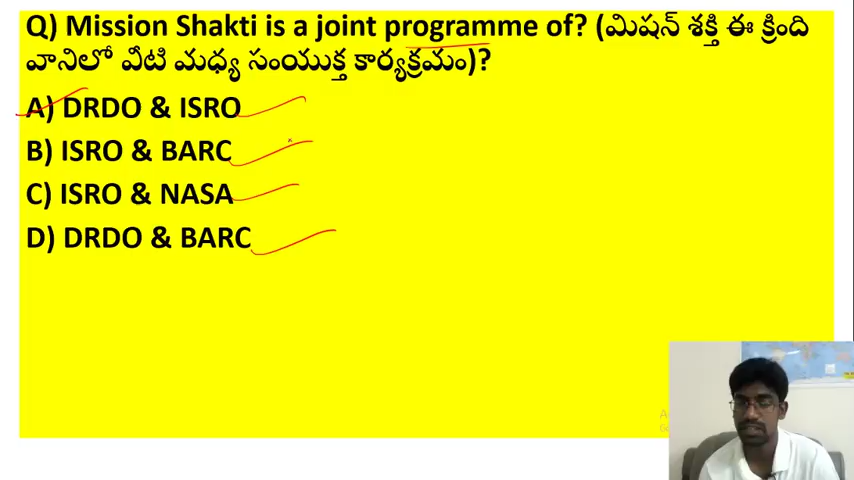 Q) Mission Shakti is a joint programme of? (మిషన్ శక్తి ఈ క్రింది
వానిలో వీటి మధ్య సంయుక్త కార్యక్రమం)?
A) DRDO & ISRO
B) ISRO & BARC
C) ISRO & NASA
D) DRDO & BARC